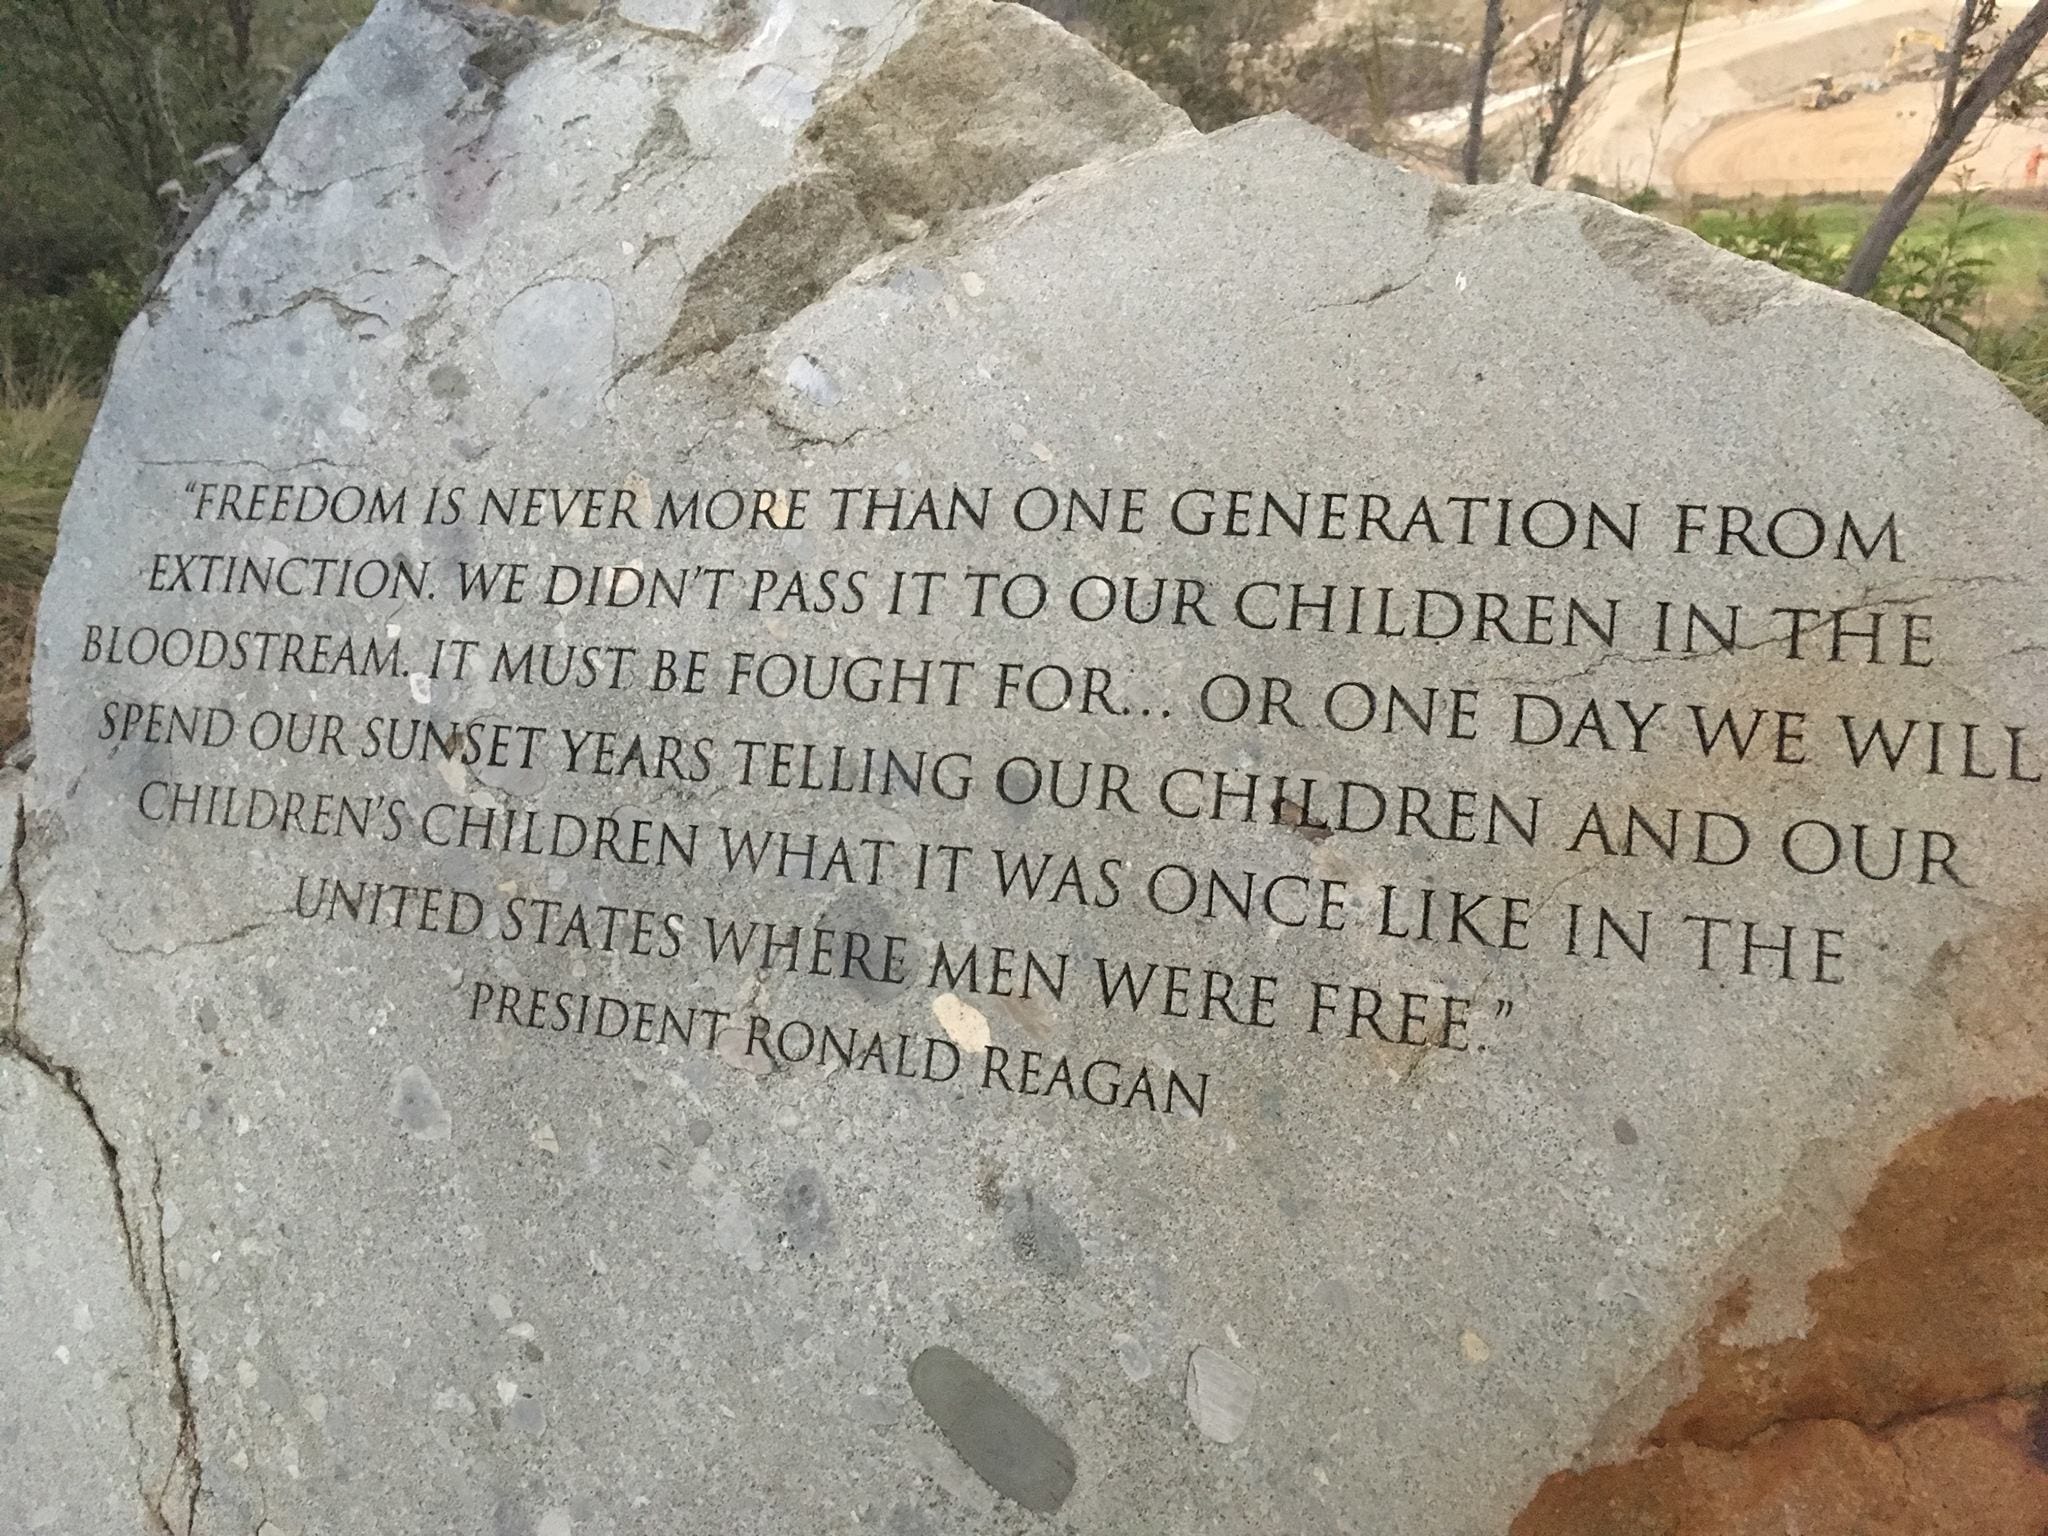 “FREEDOM IS NEVER MORE THAN ONE GENERATION FROM
EXTINCTION. WE DIDN’T PASS IT TO OUR CHILDREN IN THE
BLOODSTREAM. IT MUST BE FOUGHT FOR... OR ONE DAY WE WILL
SPEND OUR SUNSET YEARS TELLING OUR CHILDREN AND OUR
CHILDREN’S CHILDREN WHAT IT WAS ONCE LIKE IN THE
UNITED STATES WHERE MEN WERE FREE.”
PRESIDENT RONALD REAGAN